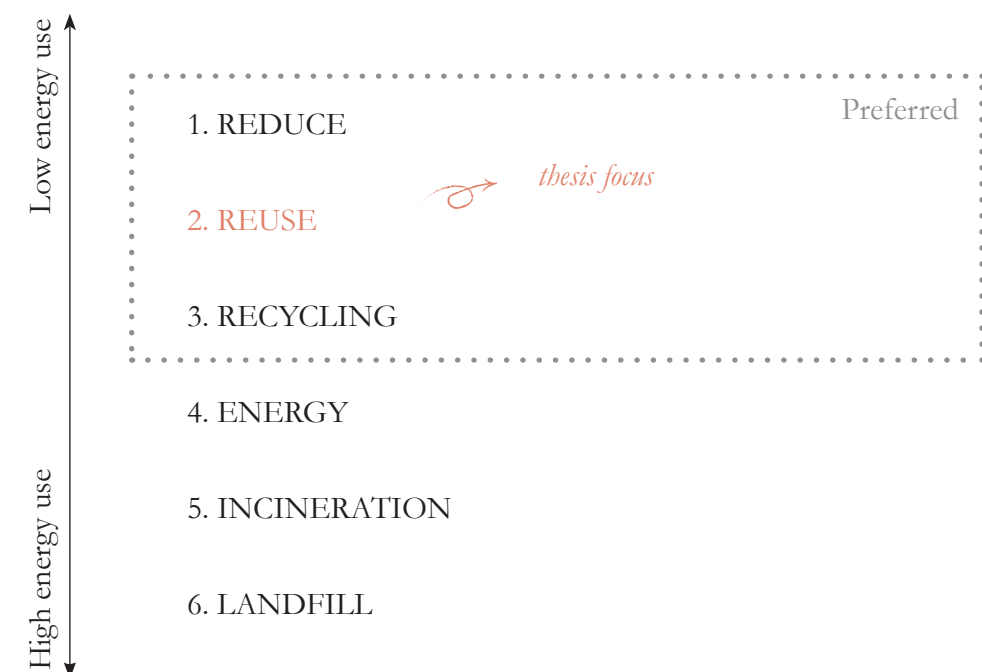 Low energy use
Preferred
1. REDUCE
thesis focus
2. REUSE
3. RECYCLING
4. ENERGY
5. INCINERATION
6. LANDFILL
High energy use